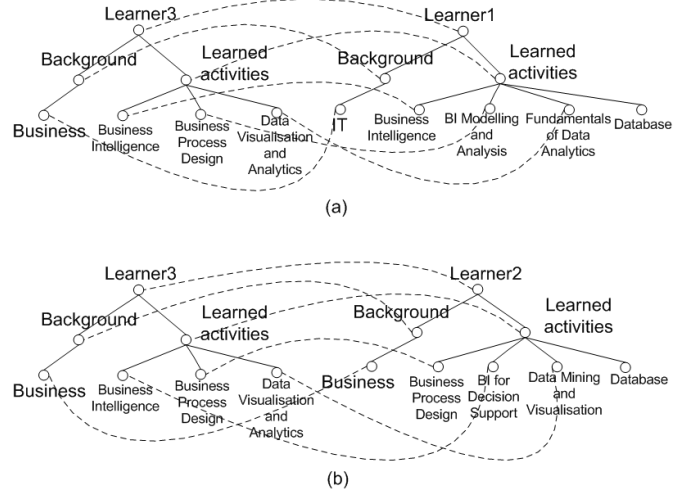 Learner3
Learner1
Background
Learned
activities
Background
Learned
activities
Business
Business
Intelligence
Business
Process
Design
Data
Visualisation
and
Analytics
IT
Business
Intelligence
BI Modelling
and
Analysis
Fundamentals
of Data
Analytics
Database
(a)
Learner3
Learner2
Background
Learned
activities
Background
Learned
activities
Business
Business
Intelligence
Business
Process
Design
Data
Visualisation
and
Analytics
Business
Business
Process
Design
BI for
Decision
Support
Data Mining
and
Visualisation
Database
(b)